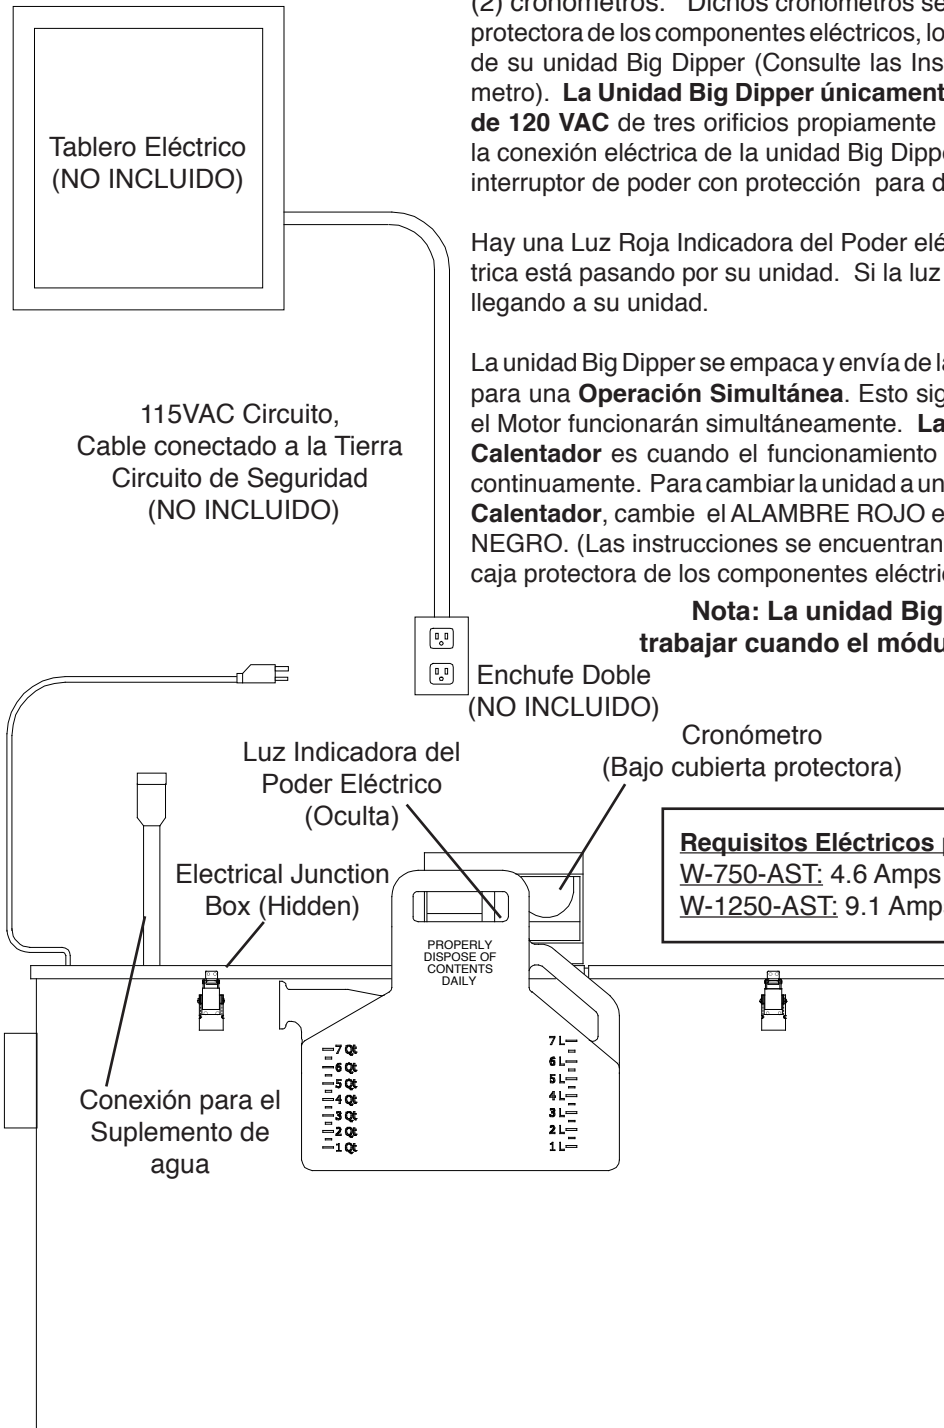 (2) cronómetros. Dichos cronómetros se
protectora de los componentes eléctricos, lo
de su unidad Big Dipper (Consulte las Ins
metro). La Unidad Big Dipper únicament
de 120 VAC de tres orificios propiamente
la conexión eléctrica de la unidad Big Dipp
interruptor de poder con protección para d
Hay una Luz Roja Indicadora del Poder elé
trica está pasando por su unidad. Si la luz
llegando a su unidad.
La unidad Big Dipper se empaca y envía de l
para una Operación Simultánea. Esto sig
el Motor funcionarán simultáneamente. La
Calentador es cuando el funcionamiento
continuamente. Para cambiar la unidad a un
Calentador, cambie el ALAMBRE ROJO e
NEGRO. (Las instrucciones se encuentran
caja protectora de los componentes eléctri
Nota: La unidad Big
trabajar cuando el módu
Tablero Eléctrico
(NO INCLUIDO)
115VAC Circuito,
Cable conectado a la Tierra
Circuito de Seguridad
(NO INCLUIDO)
Enchufe Doble
(NO INCLUIDO)
Cronómetro
(Bajo cubierta protectora)
Luz Indicadora del
Poder Eléctrico
(Oculta)
Requisitos Eléctricos
W-750-AST: 4.6 Amps
W-1250-AST: 9.1 Amp
Electrical Junction
Box (Hidden)
PROPERLY
DISPOSE OF
CONTENTS
DAILY
7 Qt
6 Qt
5 Qt
4 Qt
3 Qt
2 Qt
1 Qt
7 L
6 L
5 L
4 L
3 L
2 L
1 L
Conexión para el
Suplemento de
agua